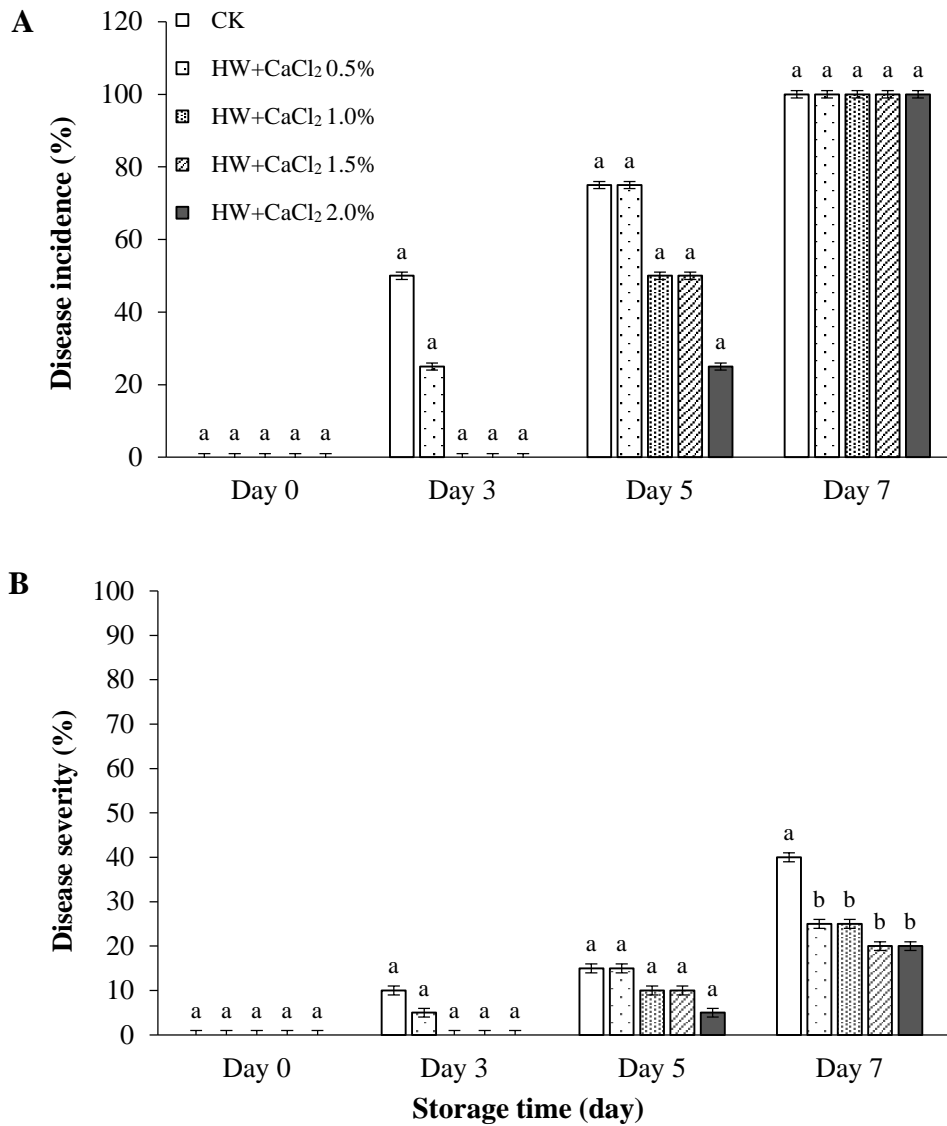 A
120
100
80
60
40
20
0
Disease incidence (%)
CK
HW+CaCl₂ 0.5%
HW+CaCl₂ 1.0%
HW+CaCl₂ 1.5%
HW+CaCl₂ 2.0%
a a a a a
a a a a a
a a a a a
a a a a a
Day 0 Day 3 Day 5 Day 7
B
100
90
80
70
60
50
40
30
20
10
0
Disease severity (%)
a a a a a
a a a a a
a a a a a
a b b b b
Day 0 Day 3 Day 5 Day 7
Storage time (day)